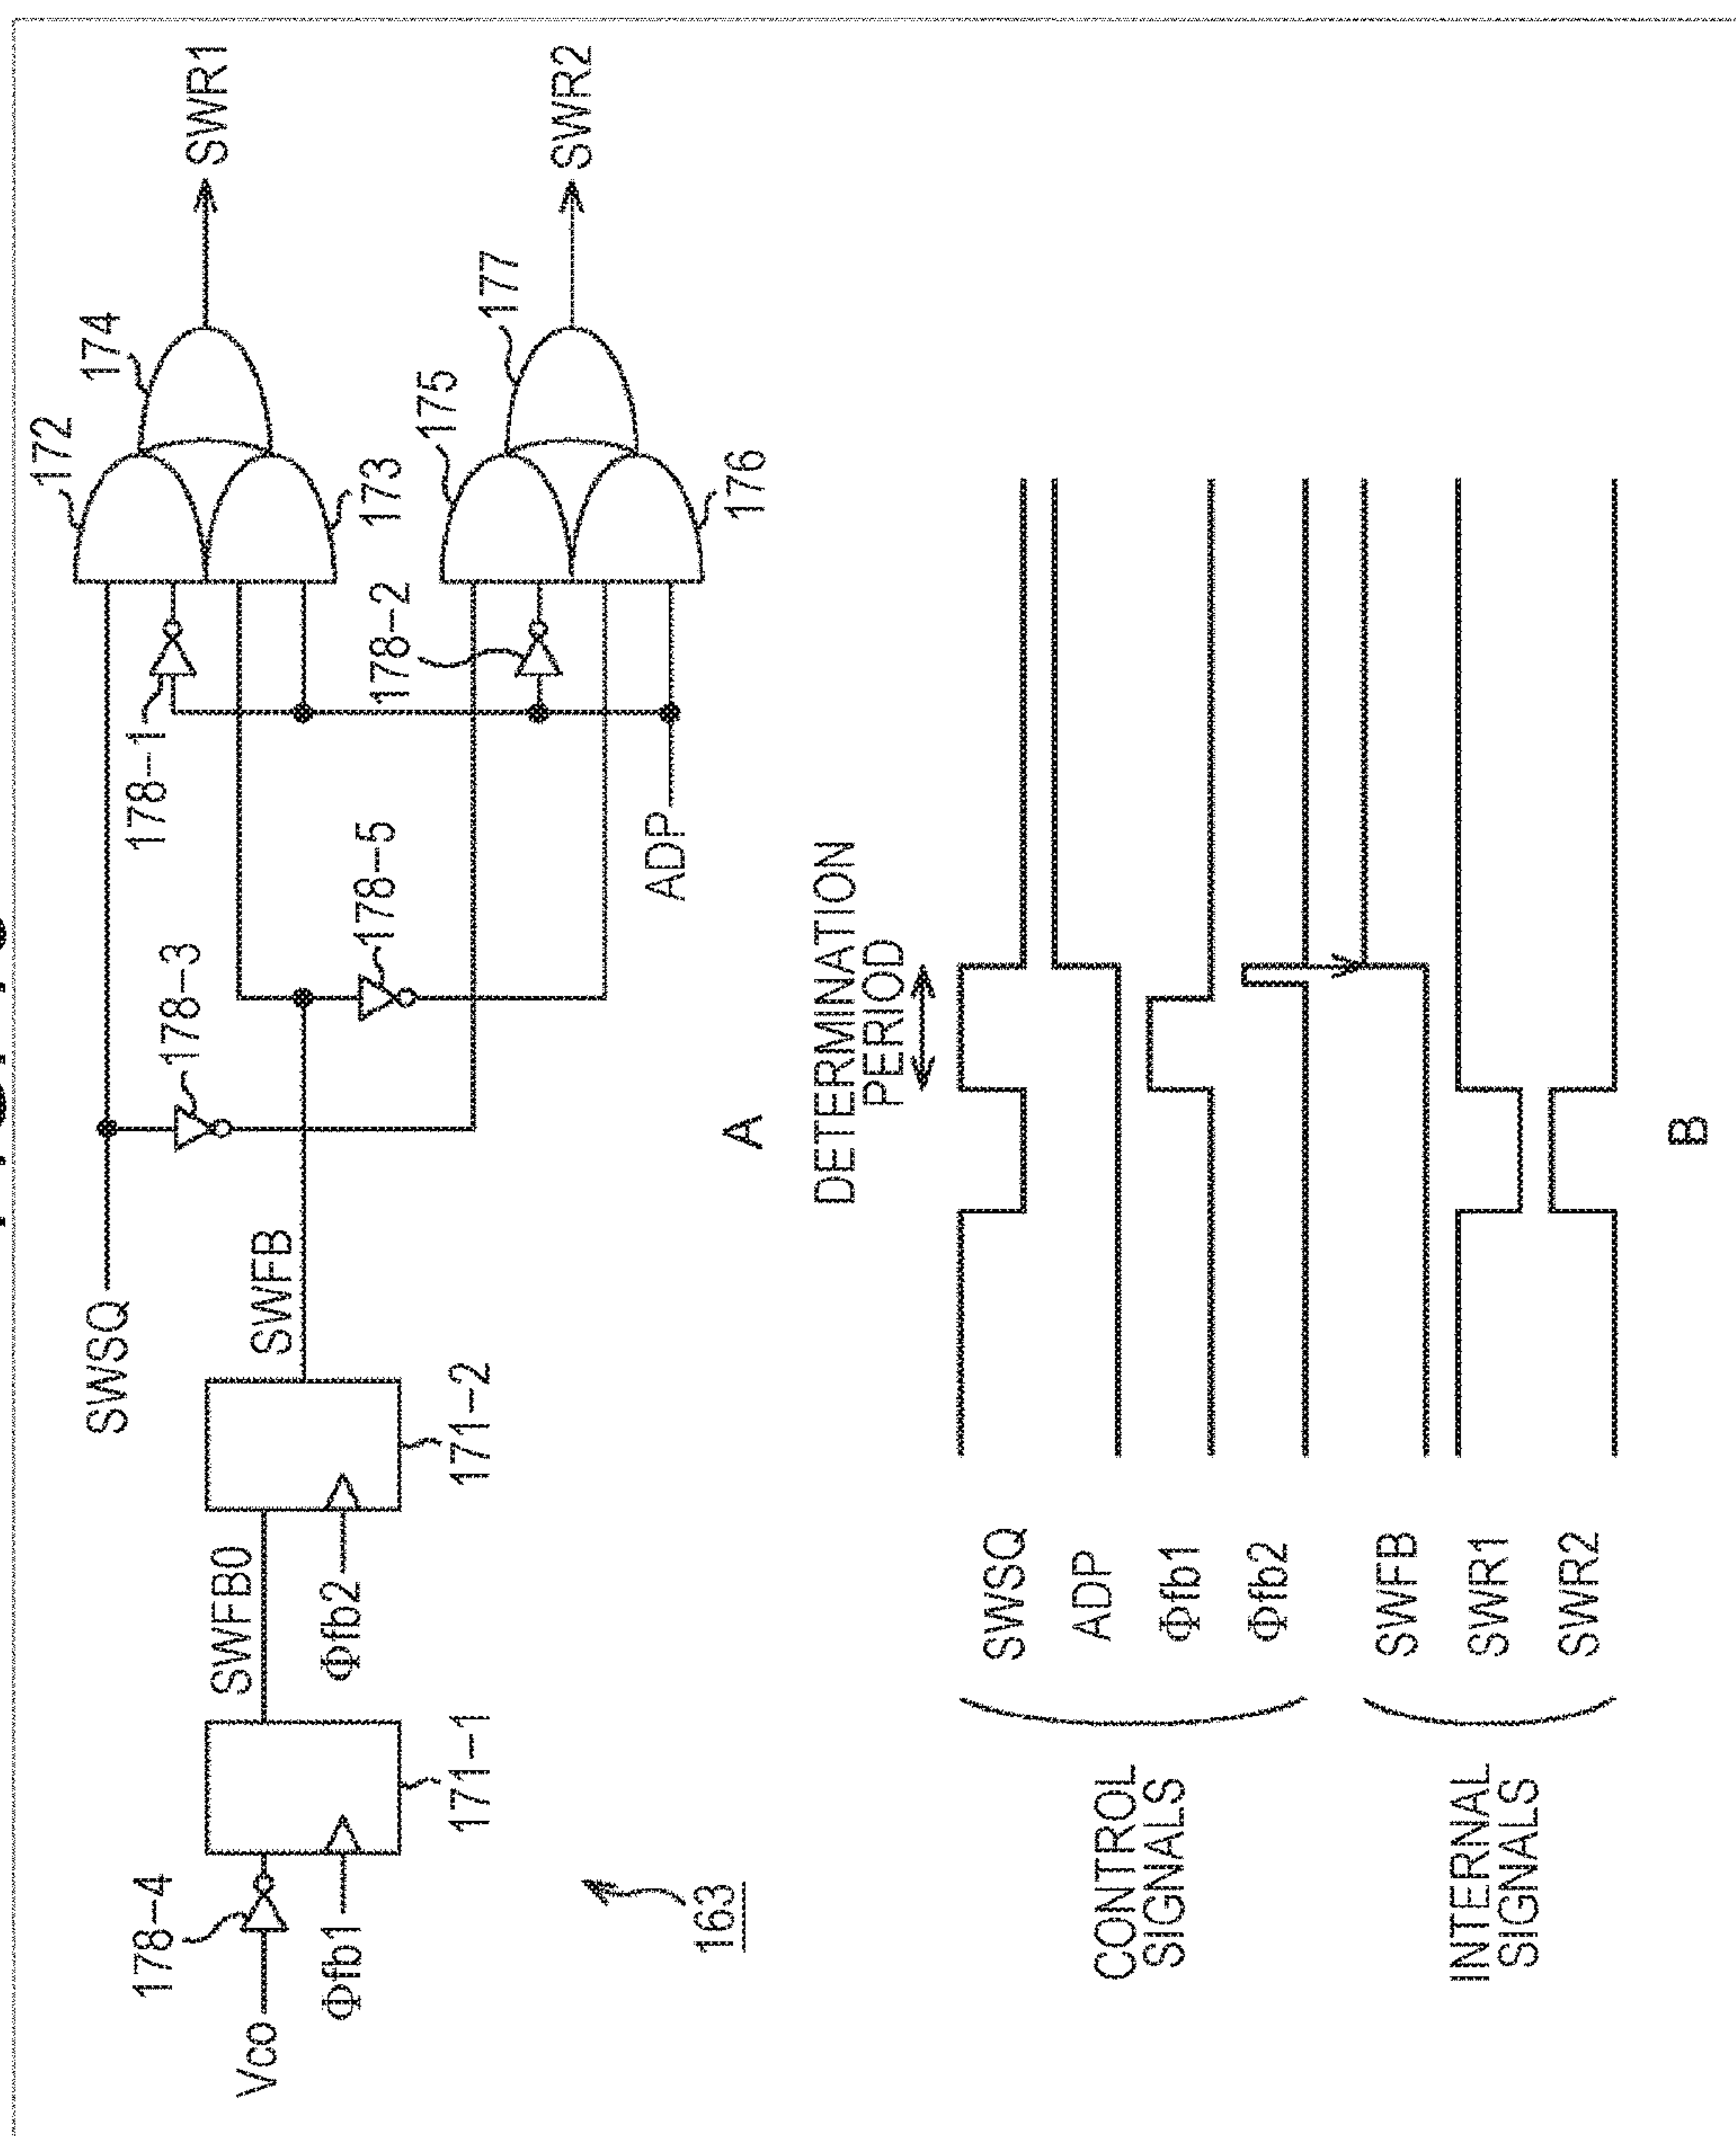 SWSQ
SWR1
172
174
178-1
178-3
173
SWFB
178-5
SWR2
175
177
178-2
176
ADP
178-4
Vco
SWFB0
Φfb1
Φfb2
171-1
171-2
163
A
DETERMINATION
PERIOD
CONTROL
SIGNALS
SWSQ
ADP
Φfb1
Φfb2
INTERNAL
SIGNALS
SWFB
SWR1
SWR2
B